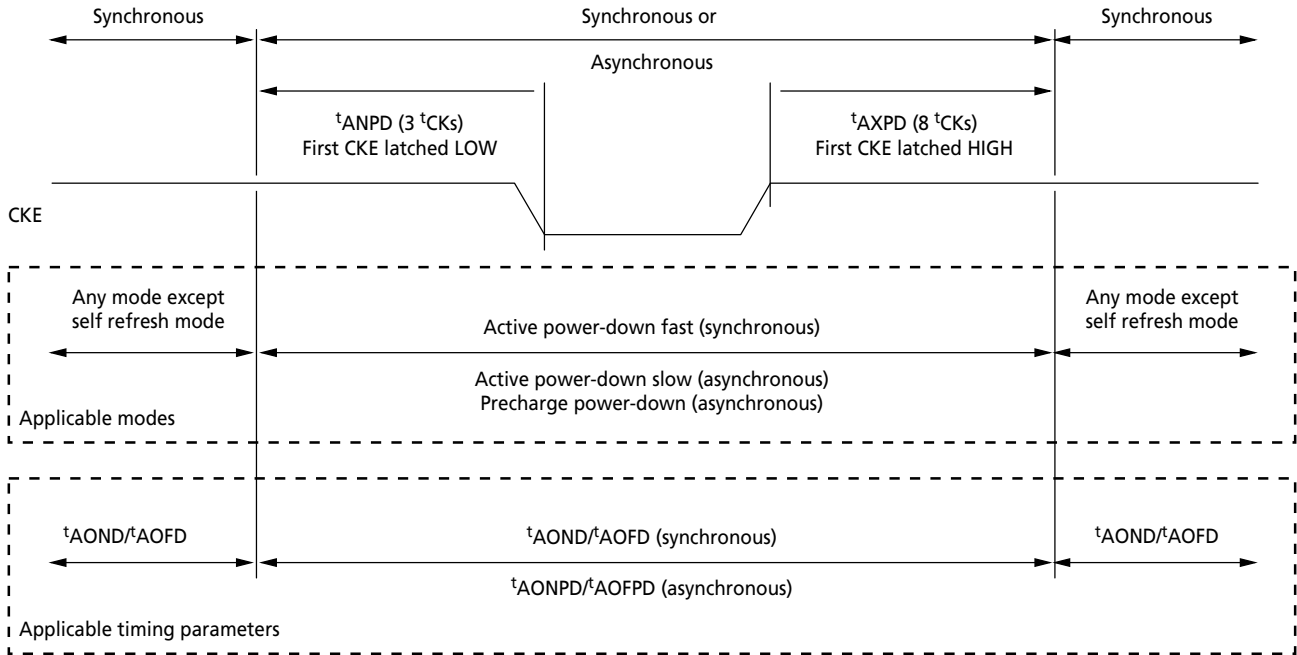 Synchronous
Synchronous or
Asynchronous
Synchronous
tANPD (3 tCKs)
First CKE latched LOW
tAXPD (8 tCKs)
First CKE latched HIGH
CKE
Any mode except
self refresh mode
Active power-down fast (synchronous)
Active power-down slow (asynchronous)
Precharge power-down (asynchronous)
Any mode except
self refresh mode
Applicable modes
tAOND/tAOFD
tAOND/tAOFD (synchronous)
tAONPD/tAOFPD (asynchronous)
tAOND/tAOFD
Applicable timing parameters